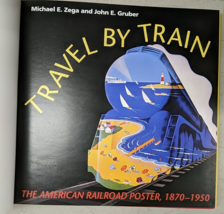 Michael E. Zega and John E. Gruber
TRAVEL BY TRAIN
THE AMERICAN RAILROAD POSTER, 1870–1950